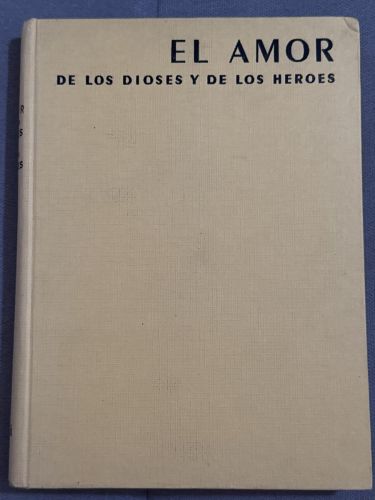 EL AMOR
DE LOS DIOSES Y DE LOS HEROES